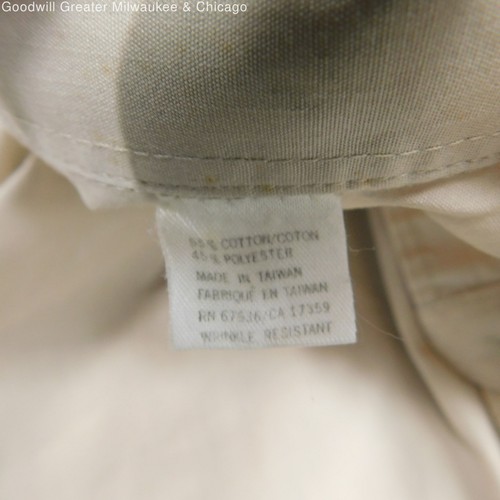 Goodwill Greater Milwaukee & Chicago
55% COTTON/COTON
45% POLYESTER
MADE IN TAIWAN
FABRIQUÉ EN TAIWAN
RN 67636/CA 17359
WRINKLE RESISTANT